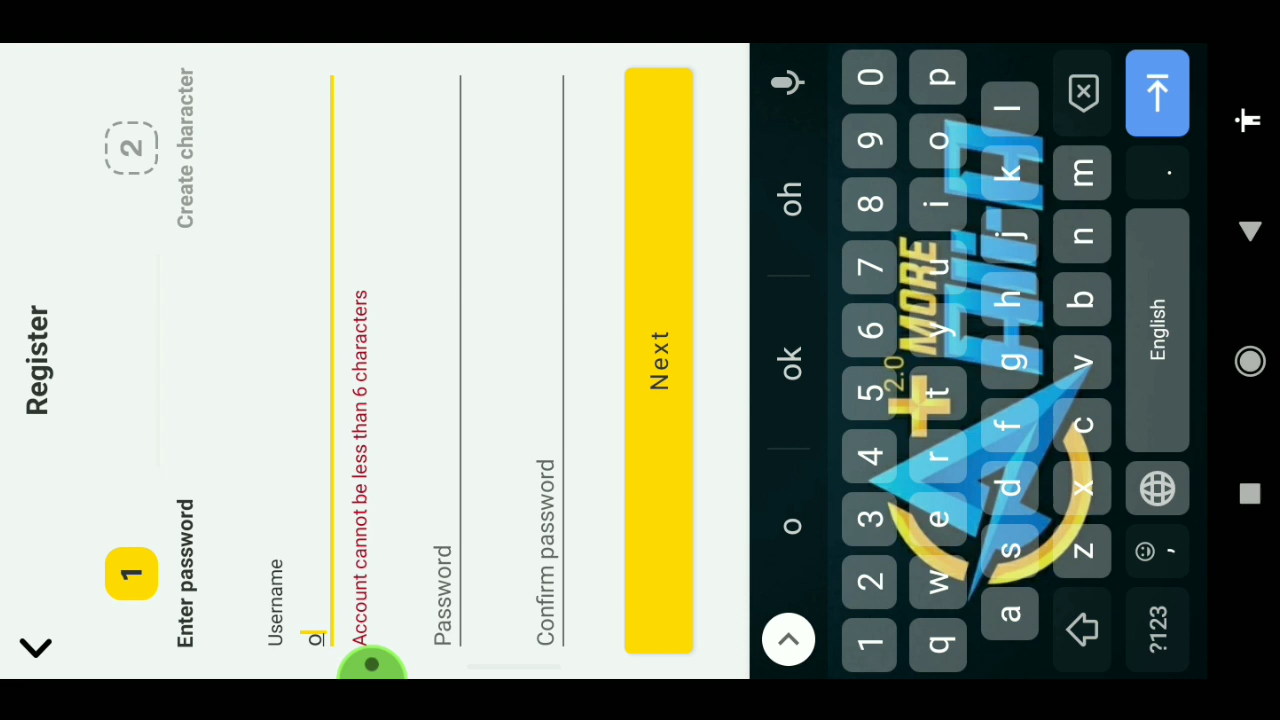 Register
1
2
Enter password
Create character
Username
o
Account cannot be less than 6 characters
Password
Confirm password
Next
o ok oh
1 2 3 4 5 6 7 8 9 0
q w e r t y u i o p
a s d f g h j k l
z x c v b n m
?123 , English .
2.0
+ MORE